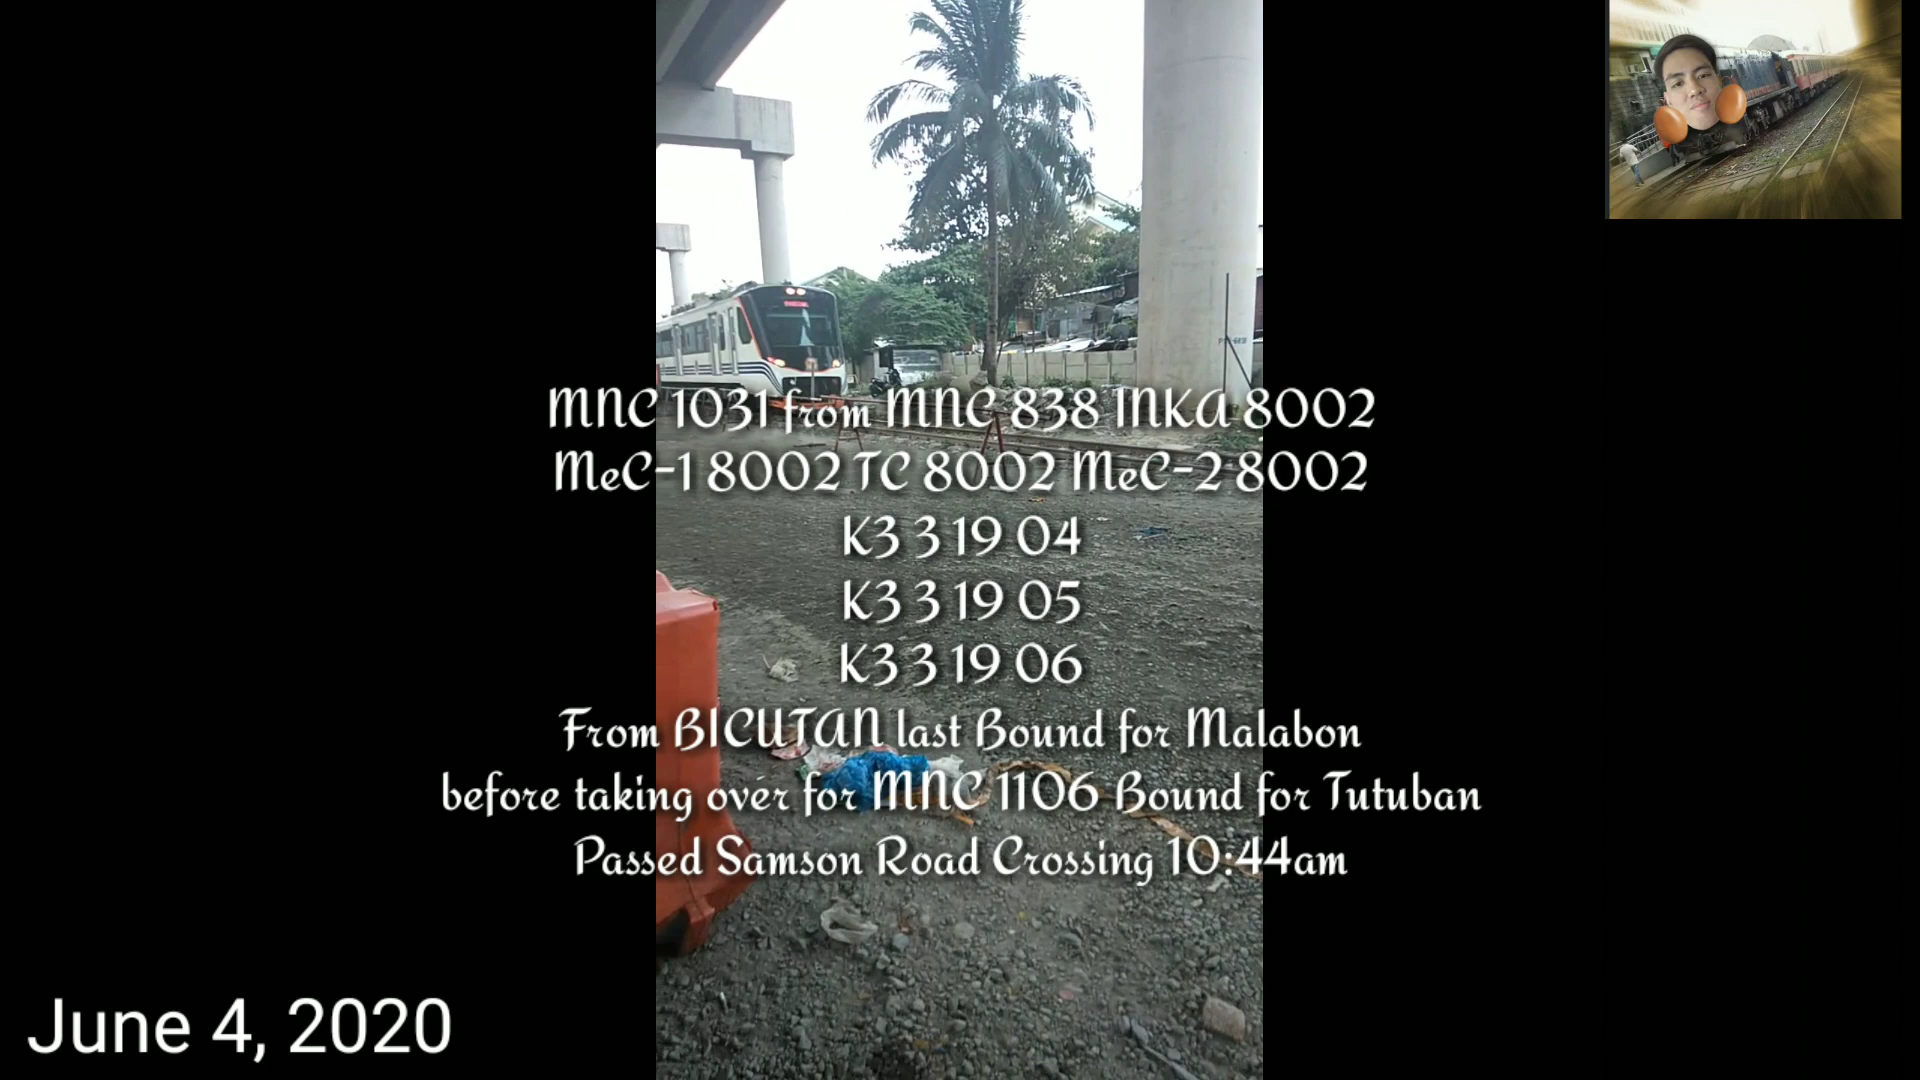 MNC 1031 from MNC 838 INKA 8002
MeC-1 8002 TC 8002 MeC-2 8002
K3 3 19 04
K3 3 19 05
K3 3 19 06
From BICUTAN last Bound for Malabon
before taking over for MNC 1106 Bound for Tutuban
Passed Samson Road Crossing 10:44am
June 4, 2020